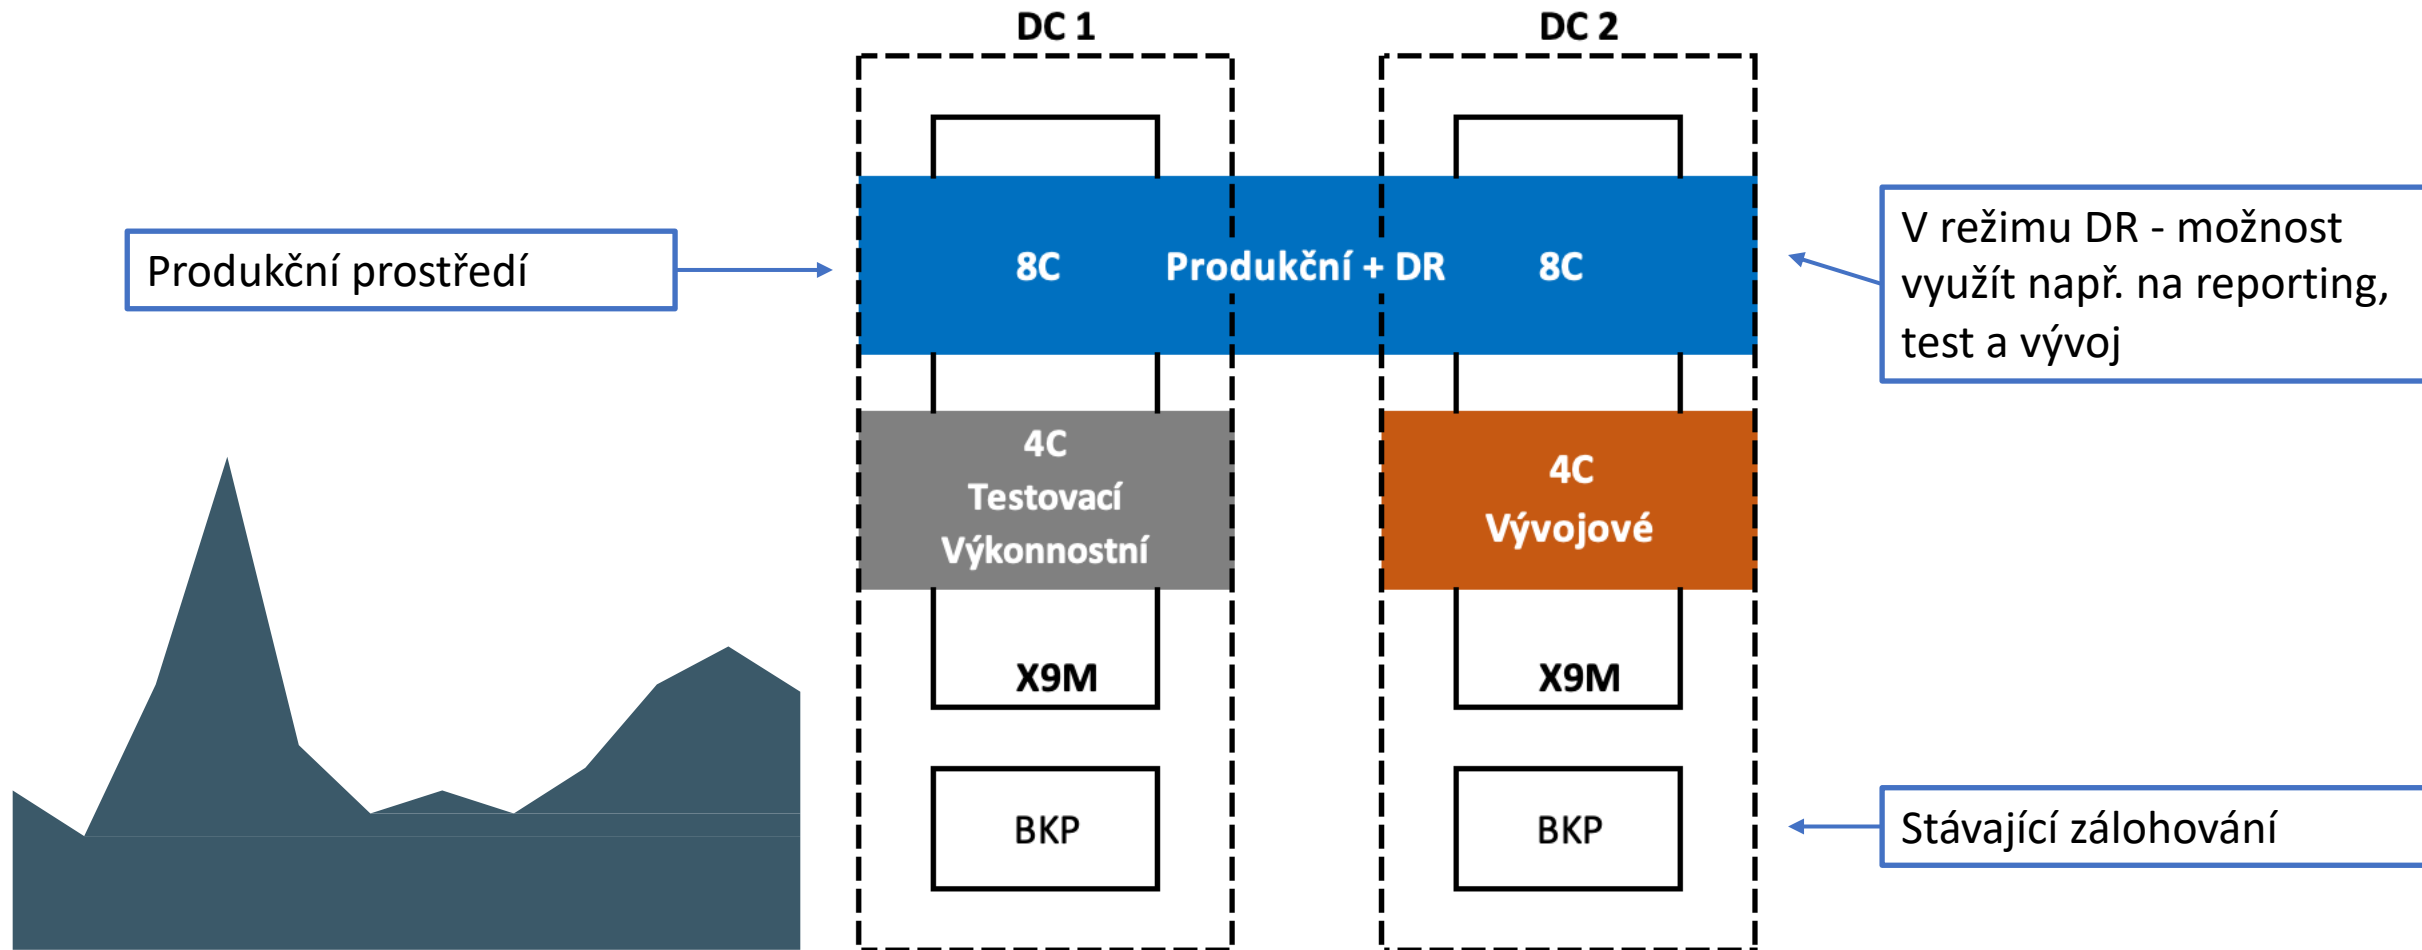 DC 1
DC 2
Produkční prostředí
8C
Produkční + DR
8C
V režimu DR - možnost
využít např. na reporting,
test a vývoj
4C
Testovací
Výkonnostní
4C
Vývojové
X9M
X9M
BKP
BKP
Stávající zálohování